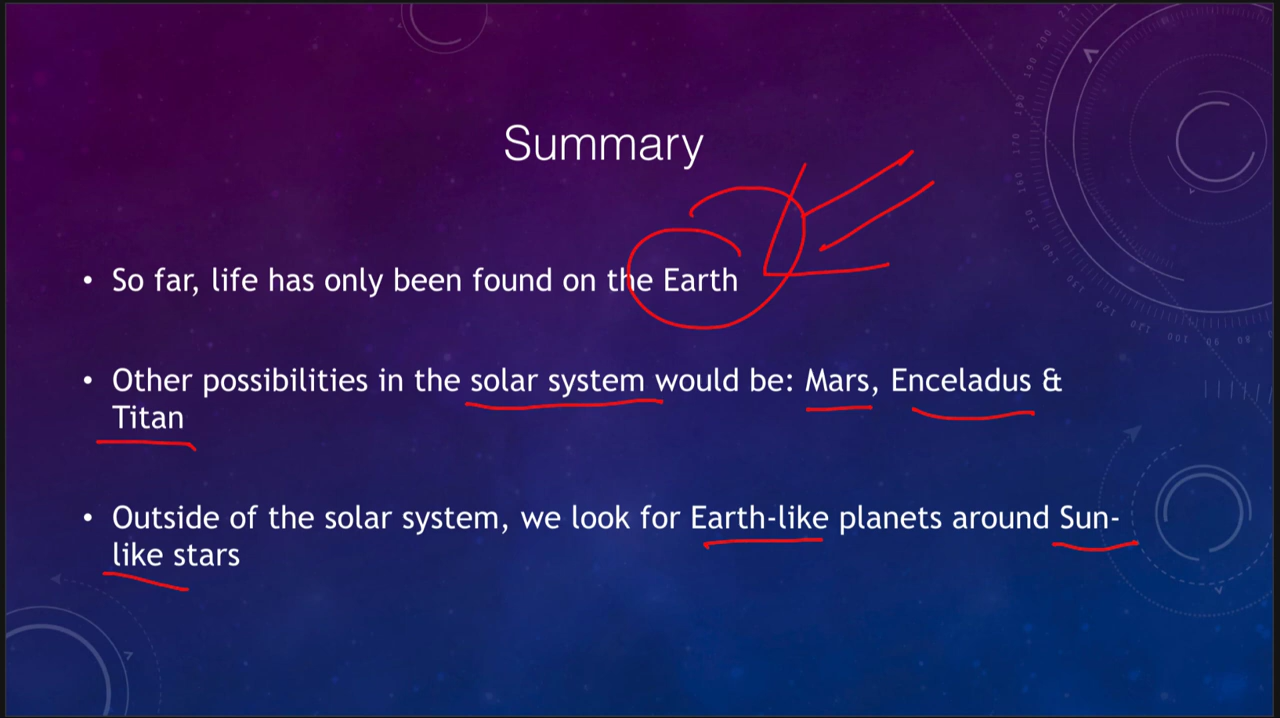 Summary
• So far, life has only been found on the Earth
• Other possibilities in the solar system would be: Mars, Enceladus &
Titan
• Outside of the solar system, we look for Earth-like planets around Sun-
like stars